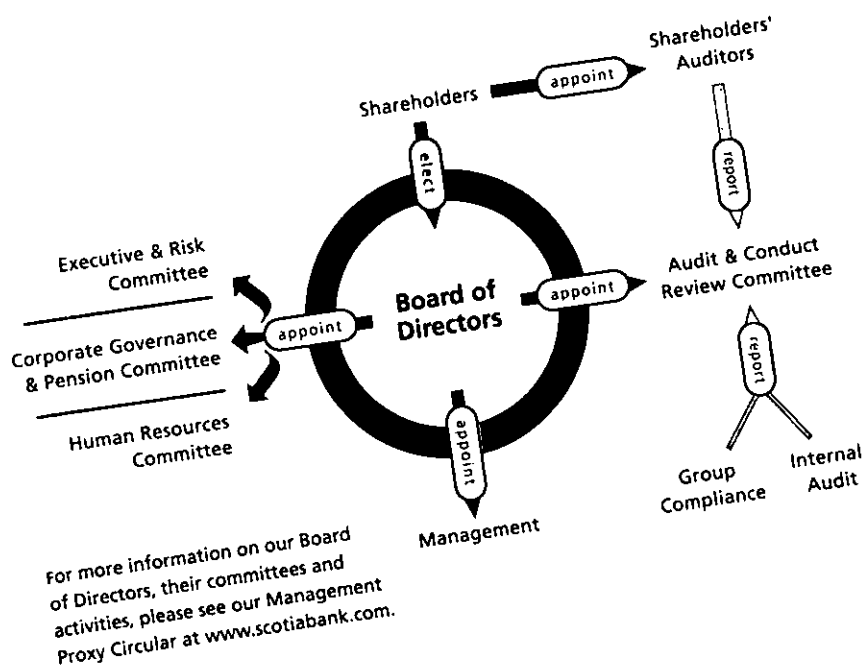 Shareholders'
Auditors
appoint
Shareholders
elect
report
Executive & Risk
Committee
Audit & Conduct
Review Committee
Board of
Directors
appoint
appoint
Corporate Governance
& Pension Committee
report
Human Resources
Committee
appoint
Group
Compliance
Internal
Audit
Management
For more information on our Board
of Directors, their committees and
activities, please see our Management
Proxy Circular at www.scotiabank.com.